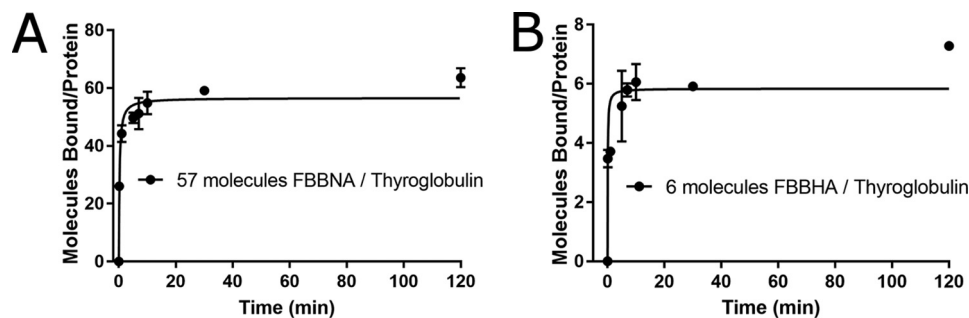 A
Molecules Bound/Protein
80
60
40
20
0
57 molecules FBBNA / Thyroglobulin
0 20 40 60 80 100 120
Time (min)
B
Molecules Bound/Protein
8
6
4
2
0
6 molecules FBBHA / Thyroglobulin
0 20 40 60 80 100 120
Time (min)